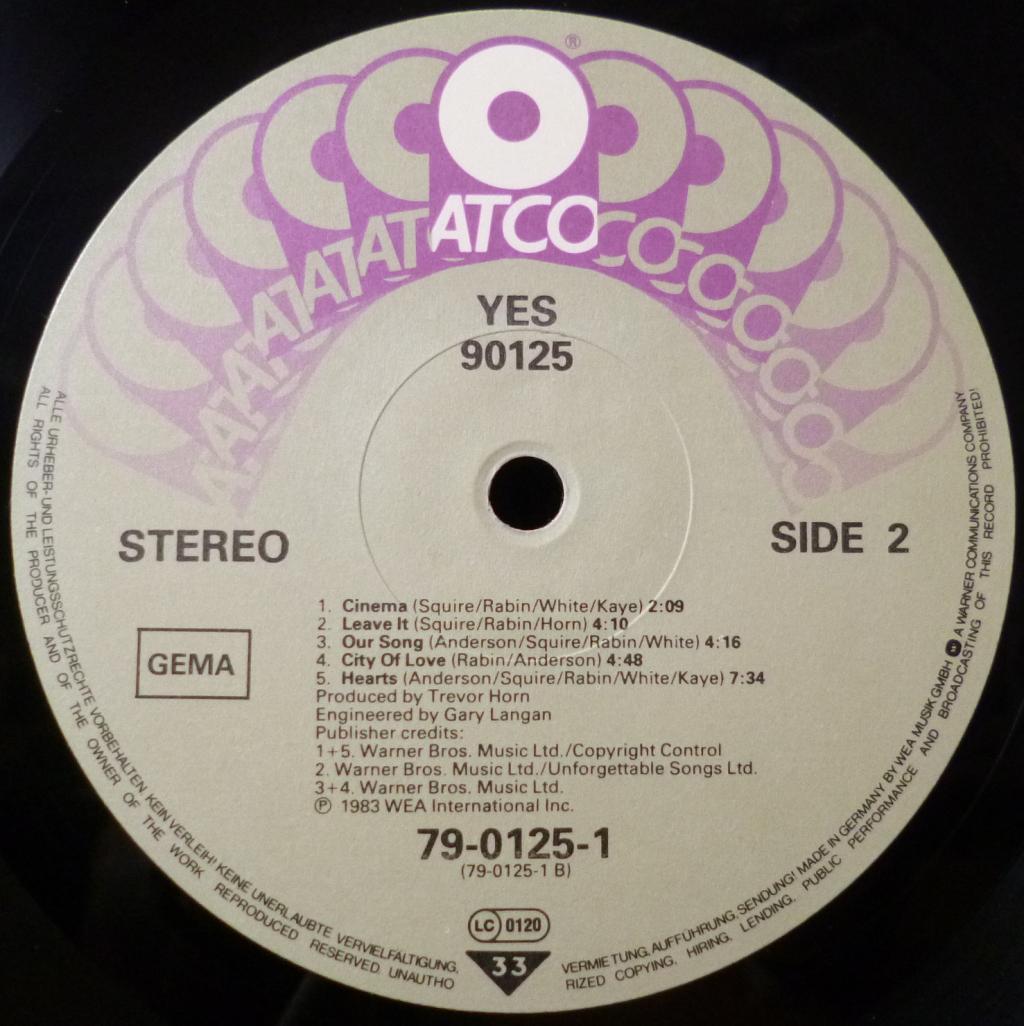 ®
ATCO
YES
90125
STEREO
SIDE 2
GEMA
1. Cinema (Squire/Rabin/White/Kaye) 2:09
2. Leave It (Squire/Rabin/Horn) 4:10
3. Our Song (Anderson/Squire/Rabin/White) 4:16
4. City Of Love (Rabin/Anderson) 4:48
5. Hearts (Anderson/Squire/Rabin/White/Kaye) 7:34
Produced by Trevor Horn
Engineered by Gary Langan
Publisher credits:
1+5. Warner Bros. Music Ltd./Copyright Control
2. Warner Bros. Music Ltd./Unforgettable Songs Ltd.
3+4. Warner Bros. Music Ltd.
℗ 1983 WEA International Inc.
79-0125-1
(79-0125-1 B)
LC 0120
33
ALLE URHEBER- UND LEISTUNGSSCHUTZRECHTE VORBEHALTEN KEIN VERLEIH! KEINE UNERLAUBTE VERVIELFÄLTIGUNG, VERMIETUNG, AUFFÜHRUNG, SENDUNG! MADE IN GERMANY BY WEA MUSIK GMBH A WARNER COMMUNICATIONS COMPANY
ALL RIGHTS OF THE PRODUCER AND OF THE OWNER OF THE WORK REPRODUCED RESERVED. UNAUTHORIZED COPYING, HIRING, LENDING, PUBLIC PERFORMANCE AND BROADCASTING OF THIS RECORD PROHIBITED!